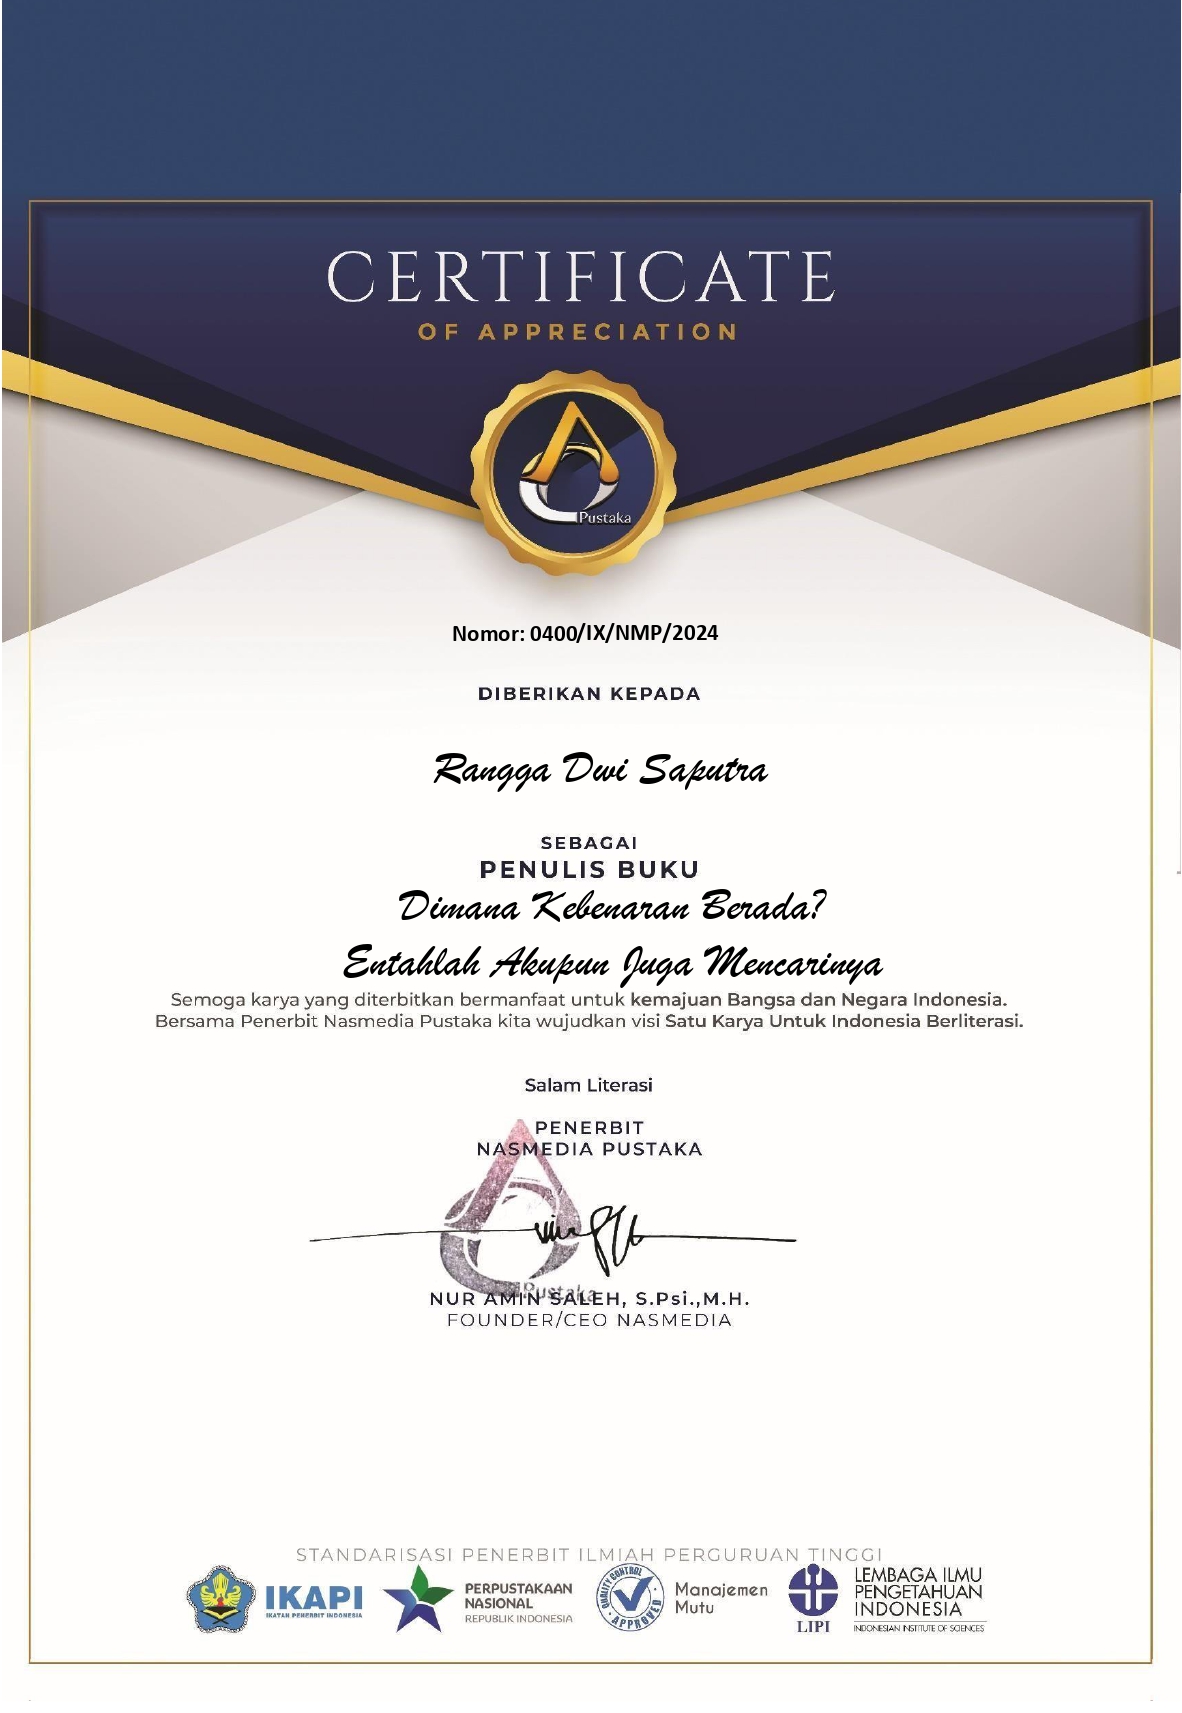 CERTIFICATE
OF APPRECIATION
Pustaka
Nomor: 0400/IX/NMP/2024
DIBERIKAN KEPADA
Rangga Dwi Saputra
SEBAGAI
PENULIS BUKU
Dimana Kebenaran Berada?
Entahlah Akupun Juga Mencarinya
Semoga karya yang diterbitkan bermanfaat untuk kemajuan Bangsa dan Negara Indonesia.
Bersama Penerbit Nasmedia Pustaka kita wujudkan visi Satu Karya Untuk Indonesia Berliterasi.
Salam Literasi
PENERBIT
NASMEDIA PUSTAKA
Pustaka
NUR AMIN SALEH, S.Psi.,M.H.
FOUNDER/CEO NASMEDIA
STANDARISASI PENERBIT ILMIAH PERGURUAN TINGGI
IKAPI
IKATAN PENERBIT INDONESIA
PERPUSTAKAAN
NASIONAL
REPUBLIK INDONESIA
QUALITY CONTROL
APPROVED
Manajemen
Mutu
LIPI
LEMBAGA ILMU
PENGETAHUAN
INDONESIA
INDONESIAN INSTITUTE OF SCIENCES